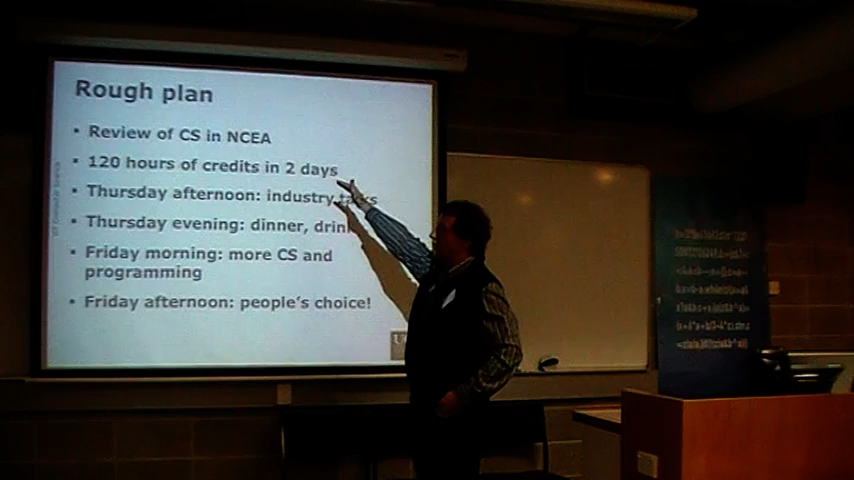 Rough plan
▪ Review of CS in NCEA
▪ 120 hours of credits in 2 days
▪ Thursday afternoon: industry talks
▪ Thursday evening: dinner,
▪ Friday morning: more CS and
programming
▪ Friday afternoon: people's choice!